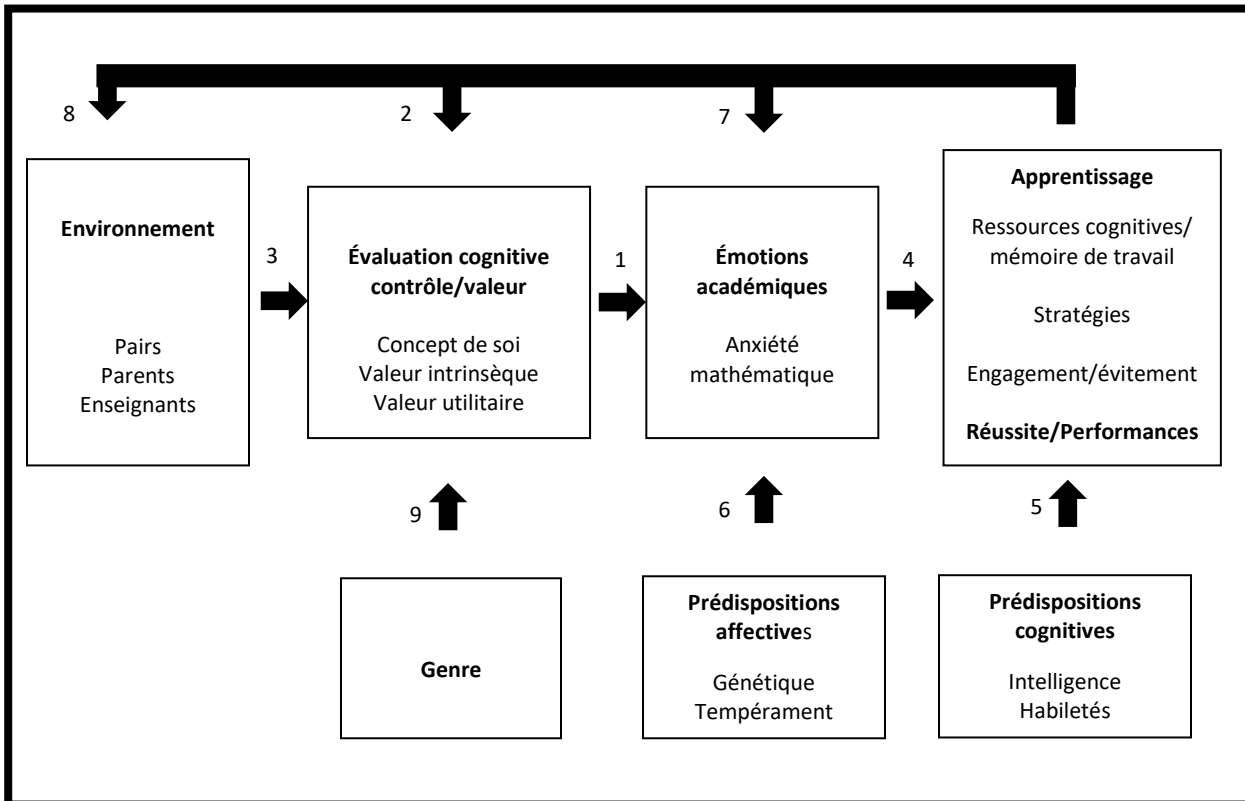 8
2
7
Environnement
Pairs
Parents
Enseignants
3
Évaluation cognitive
contrôle/valeur
Concept de soi
Valeur intrinsèque
Valeur utilitaire
1
Émotions
académiques
Anxiété
mathématique
4
Apprentissage
Ressources cognitives/
mémoire de travail
Stratégies
Engagement/évitement
Réussite/Performances
9
6
5
Genre
Prédispositions
affectives
Génétique
Tempérament
Prédispositions
cognitives
Intelligence
Habiletés